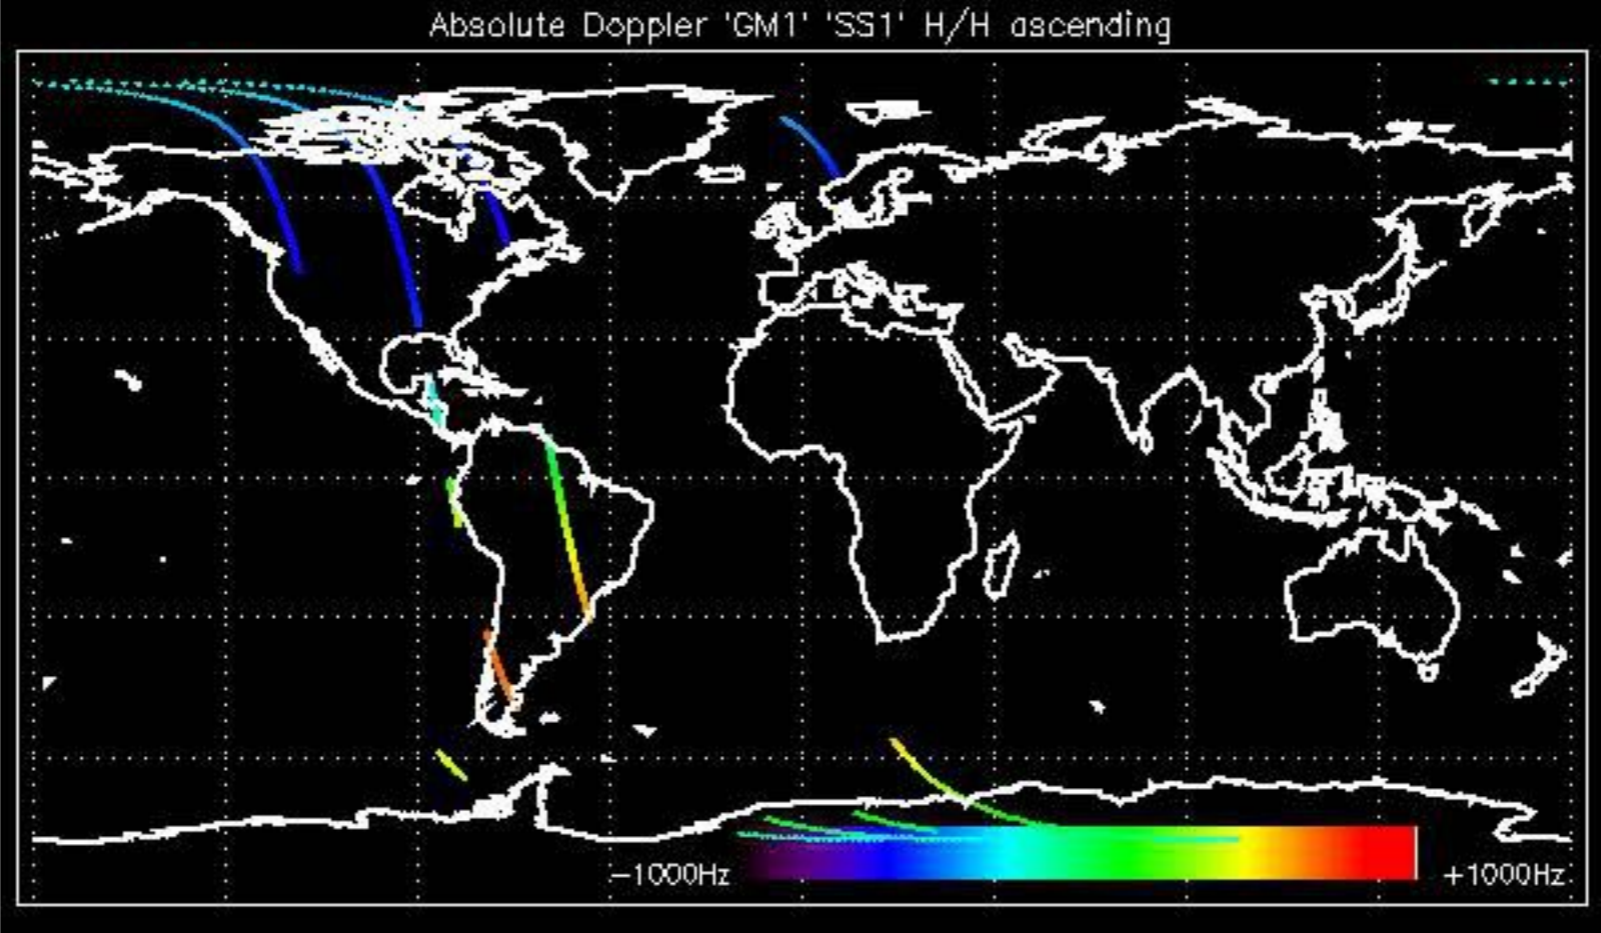 Absolute Doppler 'GM1' 'SS1' H/H ascending
−1000Hz
+1000Hz